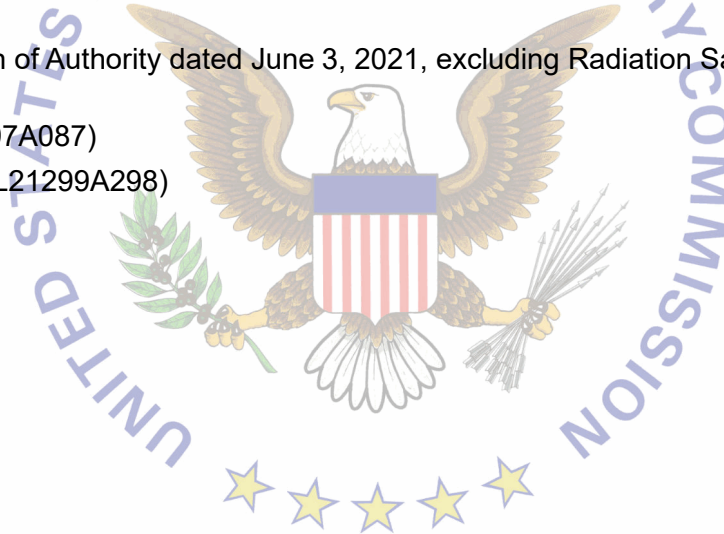 n of Authority dated June 3, 2021, excluding Radiation Sa
07A087)
L21299A298)
UNITED STATES
Y COMMISSION